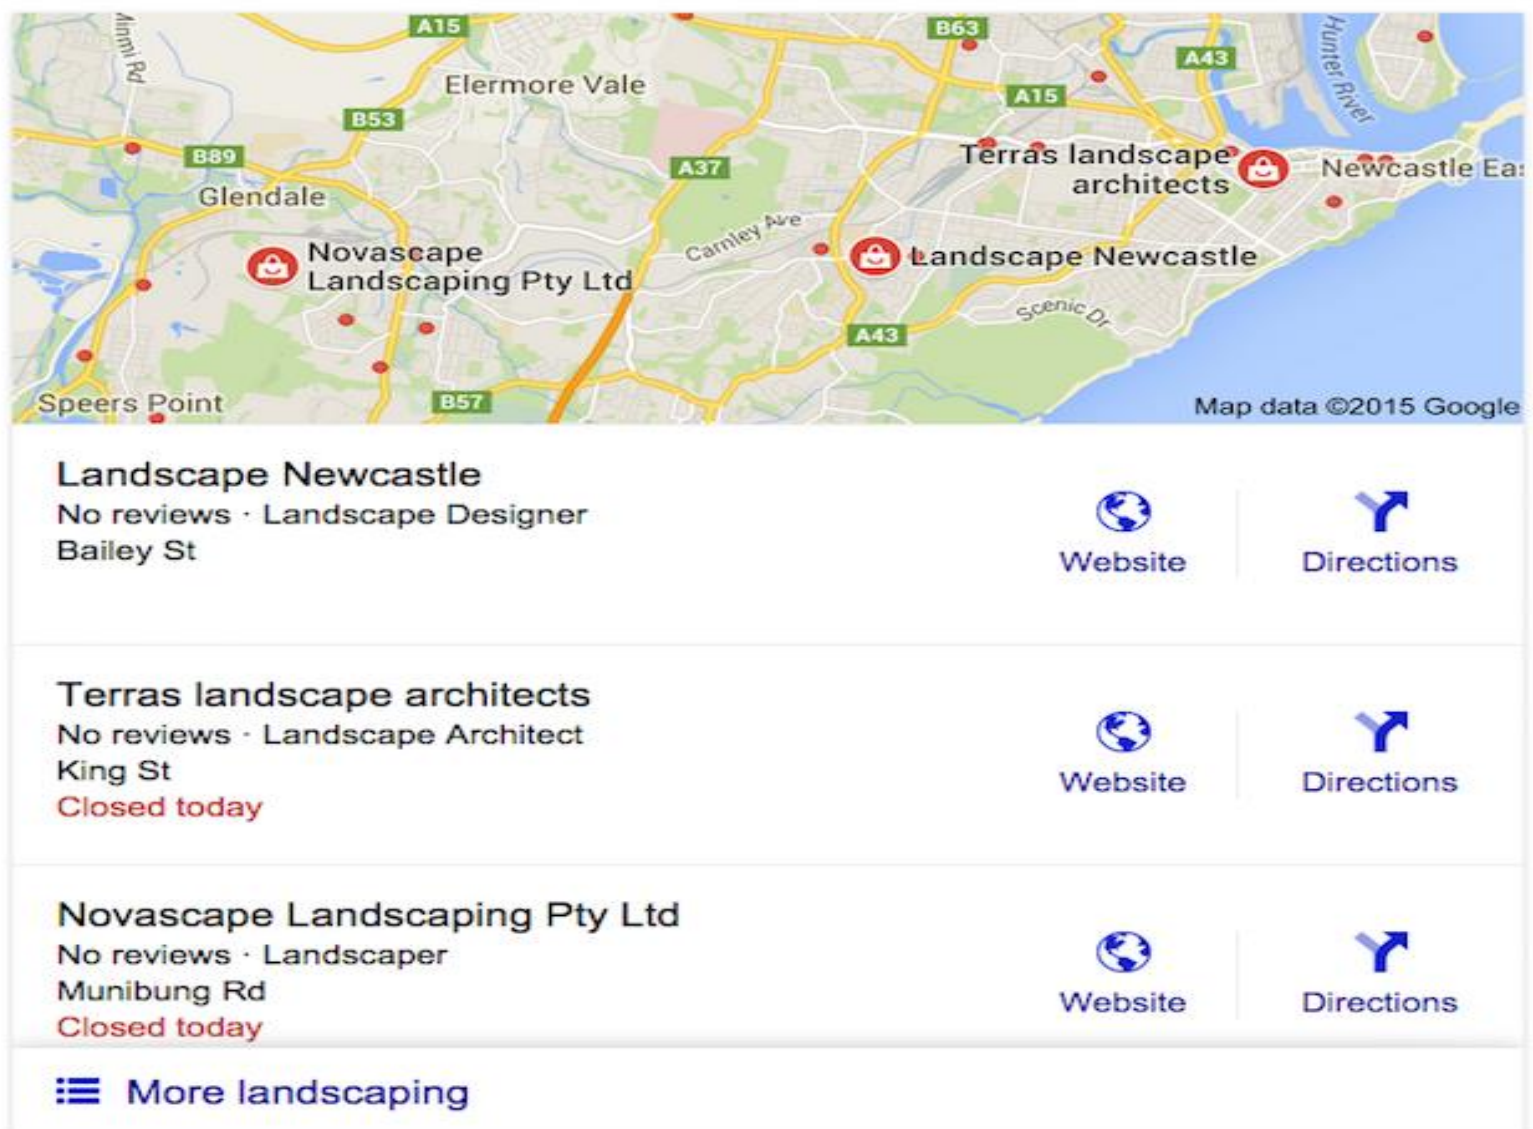 Minmi Rd
A15
B63
A43
Hunter River
Elermore Vale
A15
B53
B89
A37
Terras landscape
architects
Newcastle Eas
Glendale
Carnley Ave
Novascape
Landscaping Pty Ltd
Landscape Newcastle
Scenic Dr
A43
Speers Point
B57
Map data ©2015 Google
Landscape Newcastle
No reviews · Landscape Designer
Bailey St
Website
Directions
Terras landscape architects
No reviews · Landscape Architect
King St
Closed today
Website
Directions
Novascape Landscaping Pty Ltd
No reviews · Landscaper
Munibung Rd
Closed today
Website
Directions
More landscaping